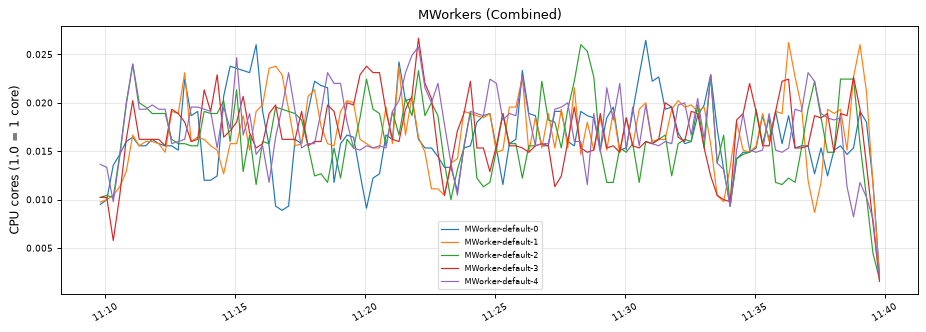 MWorkers (Combined)
CPU cores (1.0 = 1 core)
0.025
0.020
0.015
0.010
0.005
MWorker-default-0
MWorker-default-1
MWorker-default-2
MWorker-default-3
MWorker-default-4
11:10
11:15
11:20
11:25
11:30
11:35
11:40